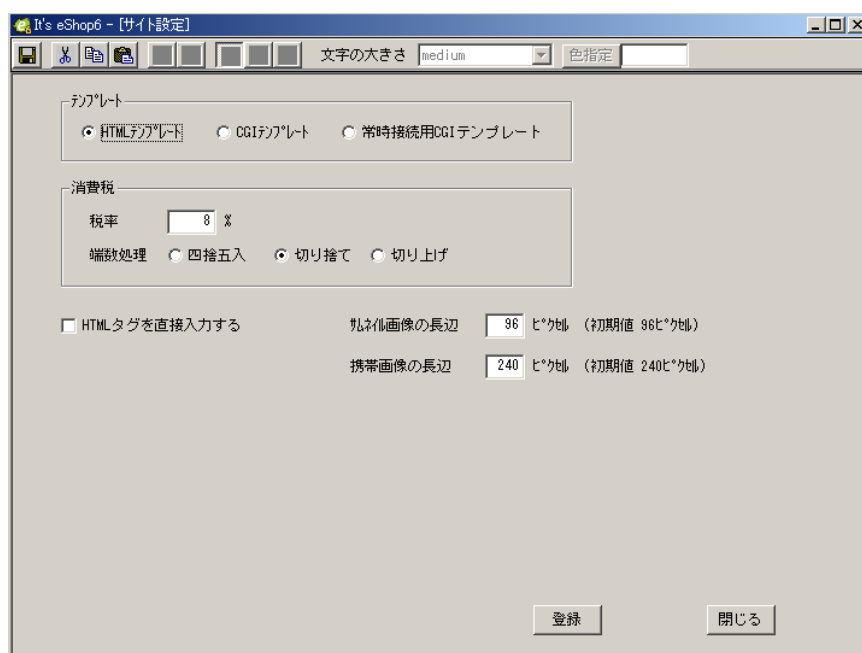 It's eShop6 - [サイト設定]
文字の大きさ medium 色指定
ﾃﾝﾌﾟﾚｰﾄ
HTMLﾃﾝﾌﾟﾚｰﾄ CGIﾃﾝﾌﾟﾚｰﾄ 常時接続用CGIテンプレート
消費税
税率 8 %
端数処理 四捨五入 切り捨て 切り上げ
HTMLタグを直接入力する ｻﾑﾈｲﾙ画像の長辺 96 ﾋﾟｸｾﾙ (初期値 96ﾋﾟｸｾﾙ)
携帯画像の長辺 240 ﾋﾟｸｾﾙ (初期値 240ﾋﾟｸｾﾙ)
登録 閉じる